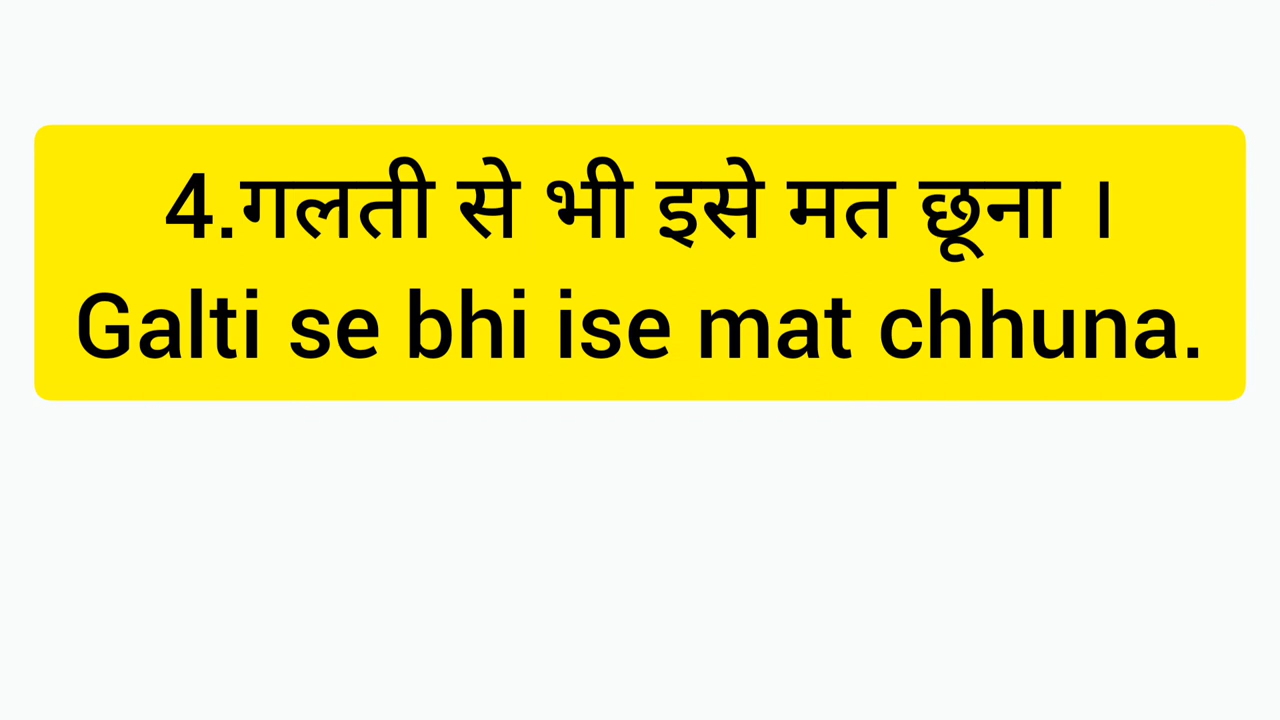 4.गलती से भी इसे मत छूना ।
Galti se bhi ise mat chhuna.